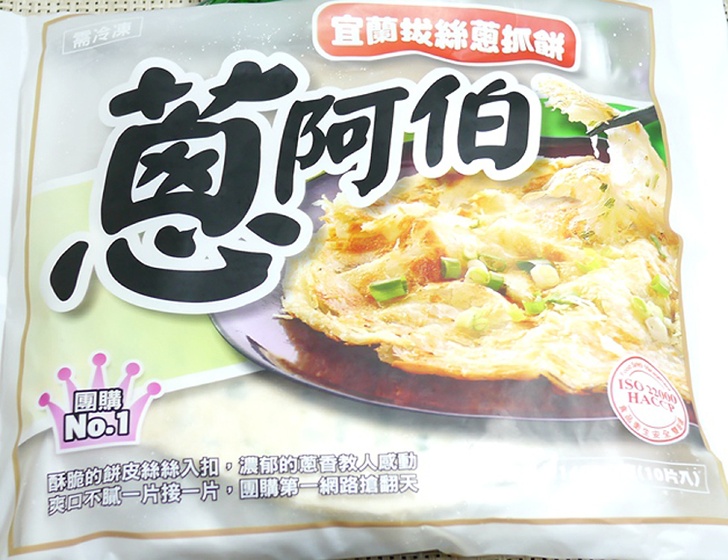 需冷凍
宜蘭拔絲蔥抓餅
蔥阿伯
團購
No.1
ISO 22000
HACCP
酥脆的餅皮絲絲入扣，濃郁的蔥香教人感動
爽口不膩一片接一片，團購第一網路搶翻天
(10片入)